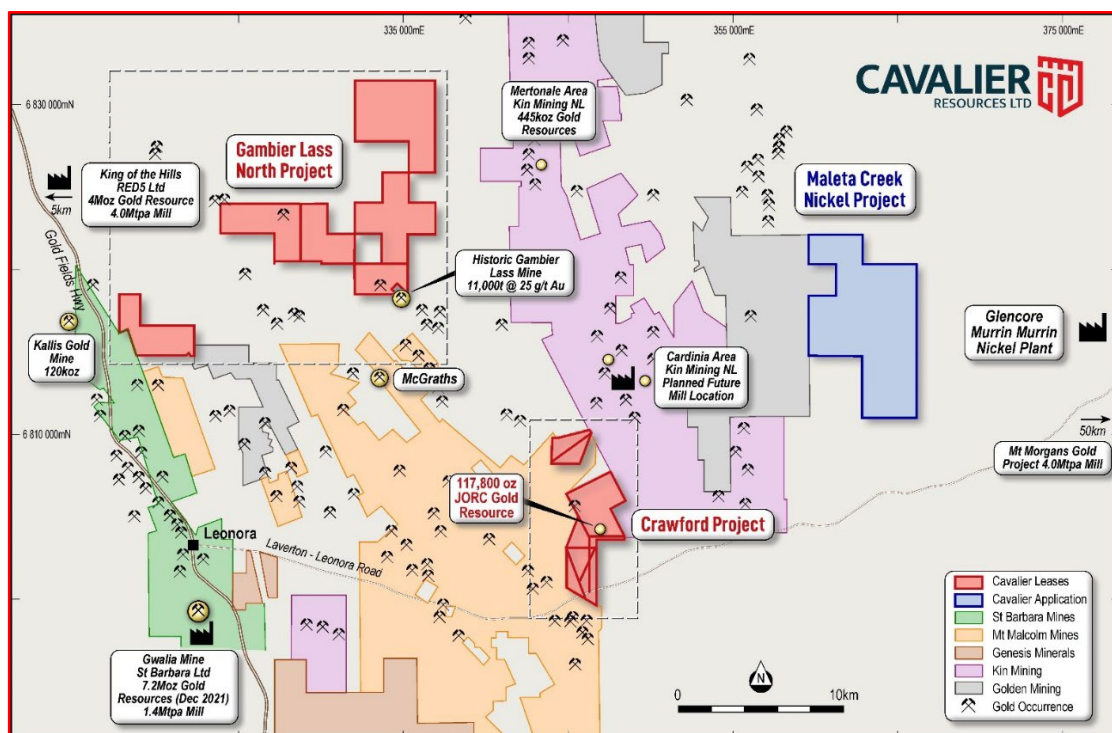 335 000mE
355 000mE
375 000mE
6 830 000mN
6 810 000mN
CAVALIER
RESOURCES LTD
Gambier Lass
North Project
Mertonale Area
Kin Mining NL
445koz Gold
Resources
King of the Hills
RED5 Ltd
4Moz Gold Resource
4.0Mtpa Mill
5km
Gold Fields Hwy
Maleta Creek
Nickel Project
Historic Gambier
Lass Mine
11,000t @ 25 g/t Au
Kallis Gold
Mine
120koz
McGraths
Cardinia Area
Kin Mining NL
Planned Future
Mill Location
Glencore
Murrin Murrin
Nickel Plant
50km
Mt Morgans Gold
Project 4.0Mtpa Mill
117,800 oz
JORC Gold
Resource
Crawford Project
Leonora
Laverton - Leonora Road
Gwalia Mine
St Barbara Ltd
7.2Moz Gold
Resources (Dec 2021)
1.4Mtpa Mill
N
0
10km
Cavalier Leases
Cavalier Application
St Barbara Mines
Mt Malcolm Mines
Genesis Minerals
Kin Mining
Golden Mining
Gold Occurrence